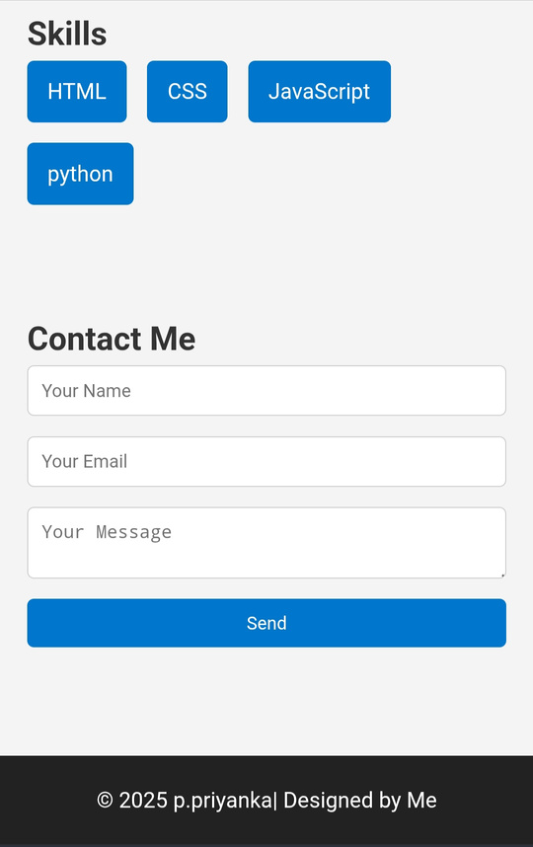 Skills
HTML CSS JavaScript
python
Contact Me
Your Name
Your Email
Your Message
Send
© 2025 p.priyanka| Designed by Me